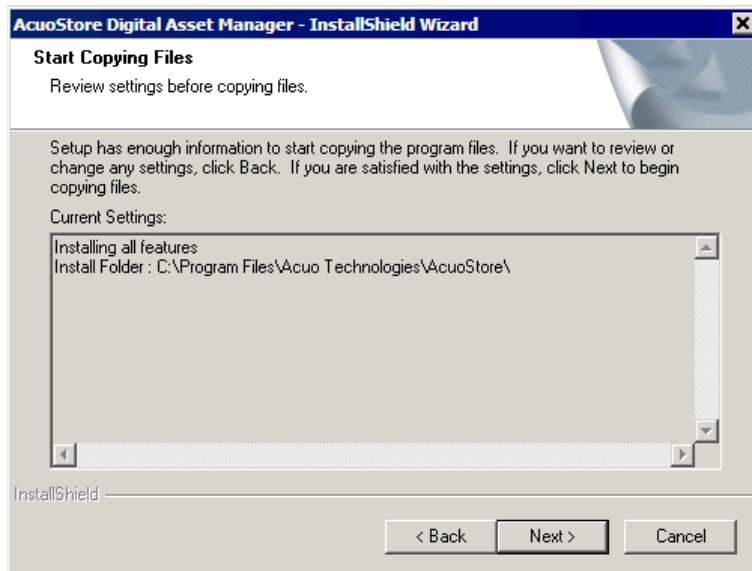 AcuoStore Digital Asset Manager - InstallShield Wizard
Start Copying Files
Review settings before copying files.
Setup has enough information to start copying the program files.  If you want to review or
change any settings, click Back.  If you are satisfied with the settings, click Next to begin
copying files.
Current Settings:
Installing all features
Install Folder : C:\Program Files\Acuo Technologies\AcuoStore\
InstallShield
< Back
Next >
Cancel